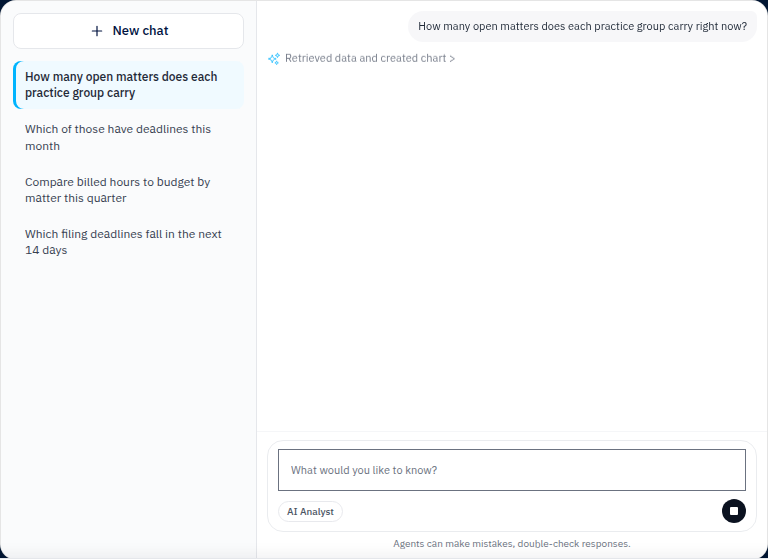 New chat
How many open matters does each
practice group carry
Which of those have deadlines this
month
Compare billed hours to budget by
matter this quarter
Which filing deadlines fall in the next
14 days
How many open matters does each practice group carry right now?
Retrieved data and created chart >
What would you like to know?
AI Analyst
Agents can make mistakes, double-check responses.